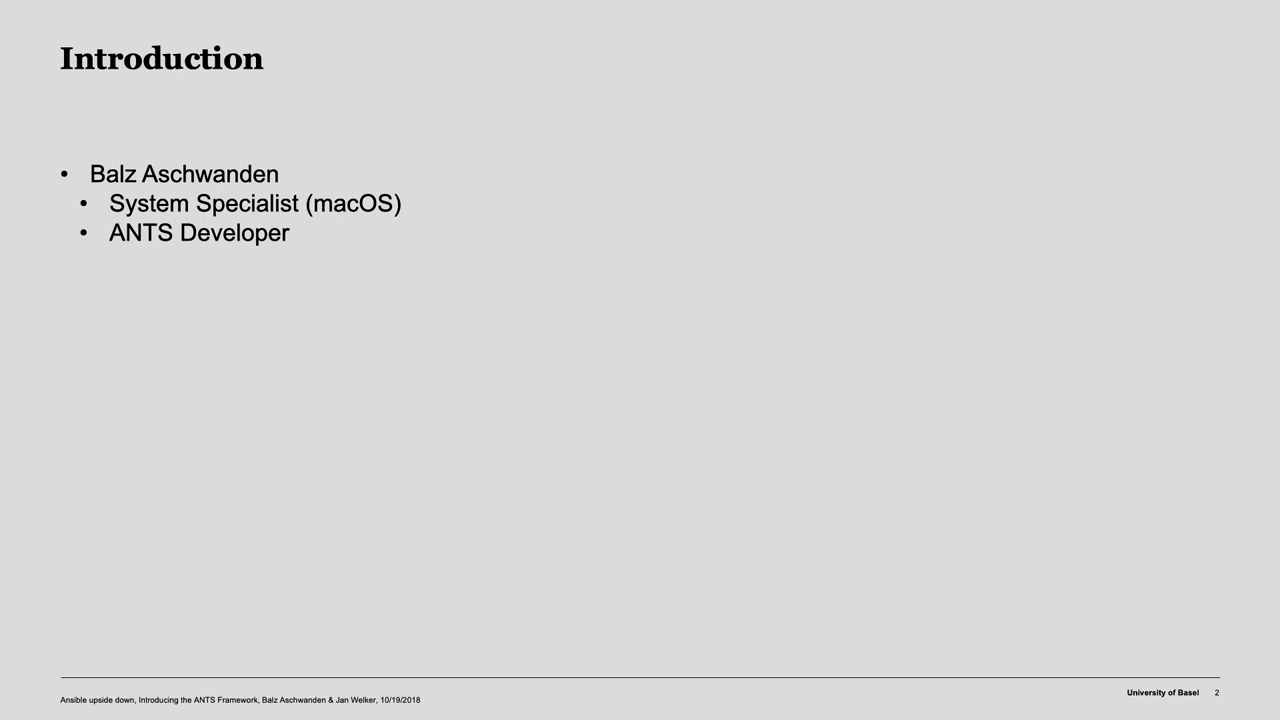 Introduction
• Balz Aschwanden
• System Specialist (macOS)
• ANTS Developer
Ansible upside down, Introducing the ANTS Framework, Balz Aschwanden & Jan Welker, 10/19/2018
University of Basel 2